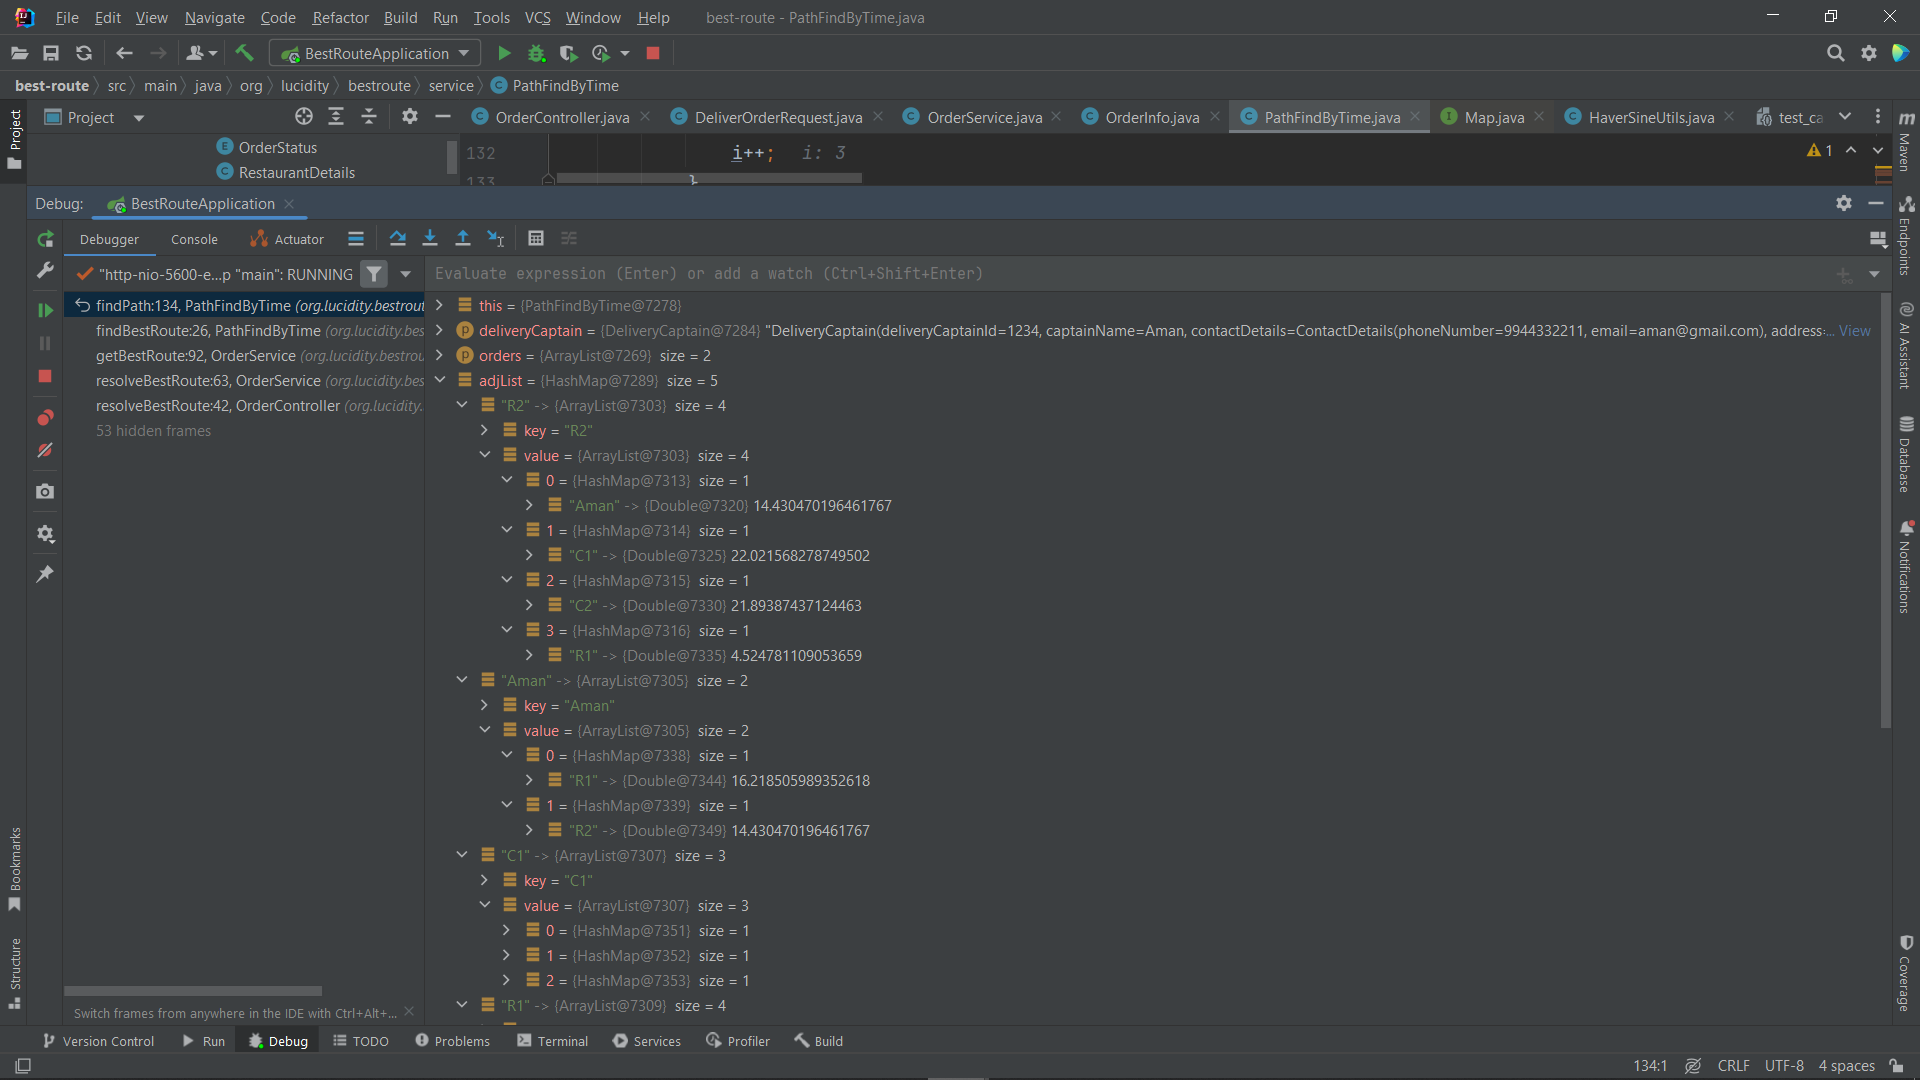 File Edit View Navigate Code Refactor Build Run Tools VCS Window Help best-route - PathFindByTime.java
BestRouteApplication
best-route src main java org lucidity bestroute service PathFindByTime
Project OrderController.java DeliverOrderRequest.java OrderService.java OrderInfo.java PathFindByTime.java Map.java HaverSineUtils.java test_ca
OrderStatus
RestaurantDetails
132 i++; i: 3
133 }
1
Debug: BestRouteApplication
Debugger Console Actuator
"http-nio-5600-e...p "main": RUNNING
Evaluate expression (Enter) or add a watch (Ctrl+Shift+Enter)
findPath:134, PathFindByTime (org.lucidity.bestrout
findBestRoute:26, PathFindByTime (org.lucidity.bes
getBestRoute:92, OrderService (org.lucidity.bestrou
resolveBestRoute:63, OrderService (org.lucidity.bes
resolveBestRoute:42, OrderController (org.lucidity.
53 hidden frames
this = {PathFindByTime@7278}
deliveryCaptain = {DeliveryCaptain@7284} "DeliveryCaptain(deliveryCaptainId=1234, captainName=Aman, contactDetails=ContactDetails(phoneNumber=9944332211, email=aman@gmail.com), address:... View
orders = {ArrayList@7269} size = 2
adjList = {HashMap@7289} size = 5
"R2" -> {ArrayList@7303} size = 4
key = "R2"
value = {ArrayList@7303} size = 4
0 = {HashMap@7313} size = 1
"Aman" -> {Double@7320} 14.430470196461767
1 = {HashMap@7314} size = 1
"C1" -> {Double@7325} 22.021568278749502
2 = {HashMap@7315} size = 1
"C2" -> {Double@7330} 21.89387437124463
3 = {HashMap@7316} size = 1
"R1" -> {Double@7335} 4.524781109053659
"Aman" -> {ArrayList@7305} size = 2
key = "Aman"
value = {ArrayList@7305} size = 2
0 = {HashMap@7338} size = 1
"R1" -> {Double@7344} 16.218505989352618
1 = {HashMap@7339} size = 1
"R2" -> {Double@7349} 14.430470196461767
"C1" -> {ArrayList@7307} size = 3
key = "C1"
value = {ArrayList@7307} size = 3
0 = {HashMap@7351} size = 1
1 = {HashMap@7352} size = 1
2 = {HashMap@7353} size = 1
"R1" -> {ArrayList@7309} size = 4
Switch frames from anywhere in the IDE with Ctrl+Alt+...
Project
Bookmarks
Structure
Maven
Endpoints
AI Assistant
Database
Notifications
Coverage
Version Control Run Debug TODO Problems Terminal Services Profiler Build
134:1 CRLF UTF-8 4 spaces